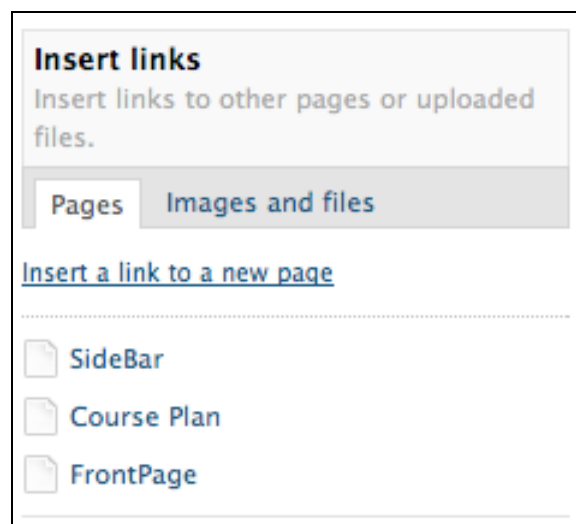 Insert links
Insert links to other pages or uploaded
files.
Pages Images and files
Insert a link to a new page
SideBar
Course Plan
FrontPage